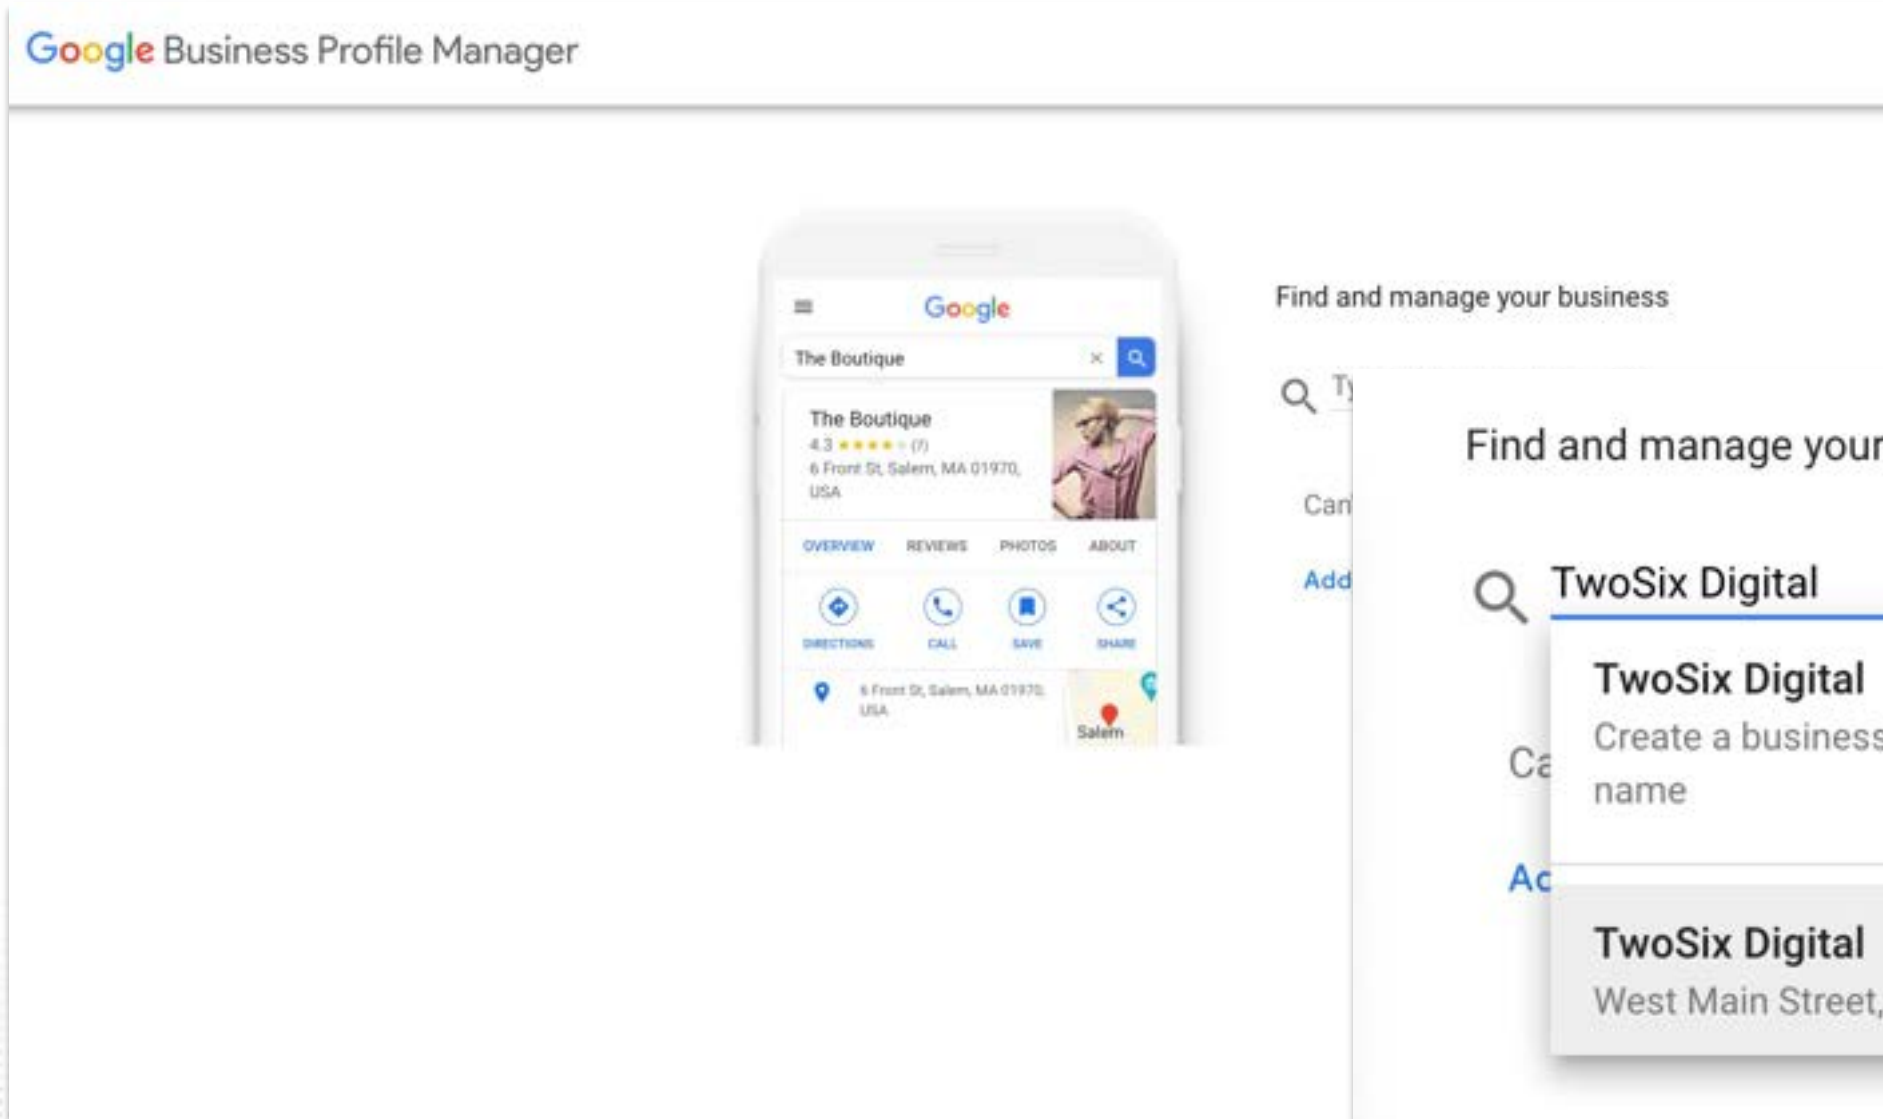 Google Business Profile Manager
Google
The Boutique
The Boutique
4.3 (7)
6 Front St, Salem, MA 01970,
USA
OVERVIEW REVIEWS PHOTOS ABOUT
DIRECTIONS CALL SAVE SHARE
6 Front St, Salem, MA 01970,
USA
Salem
Find and manage your business
Add
Find and manage your
TwoSix Digital
TwoSix Digital
Create a business
name
TwoSix Digital
West Main Street,